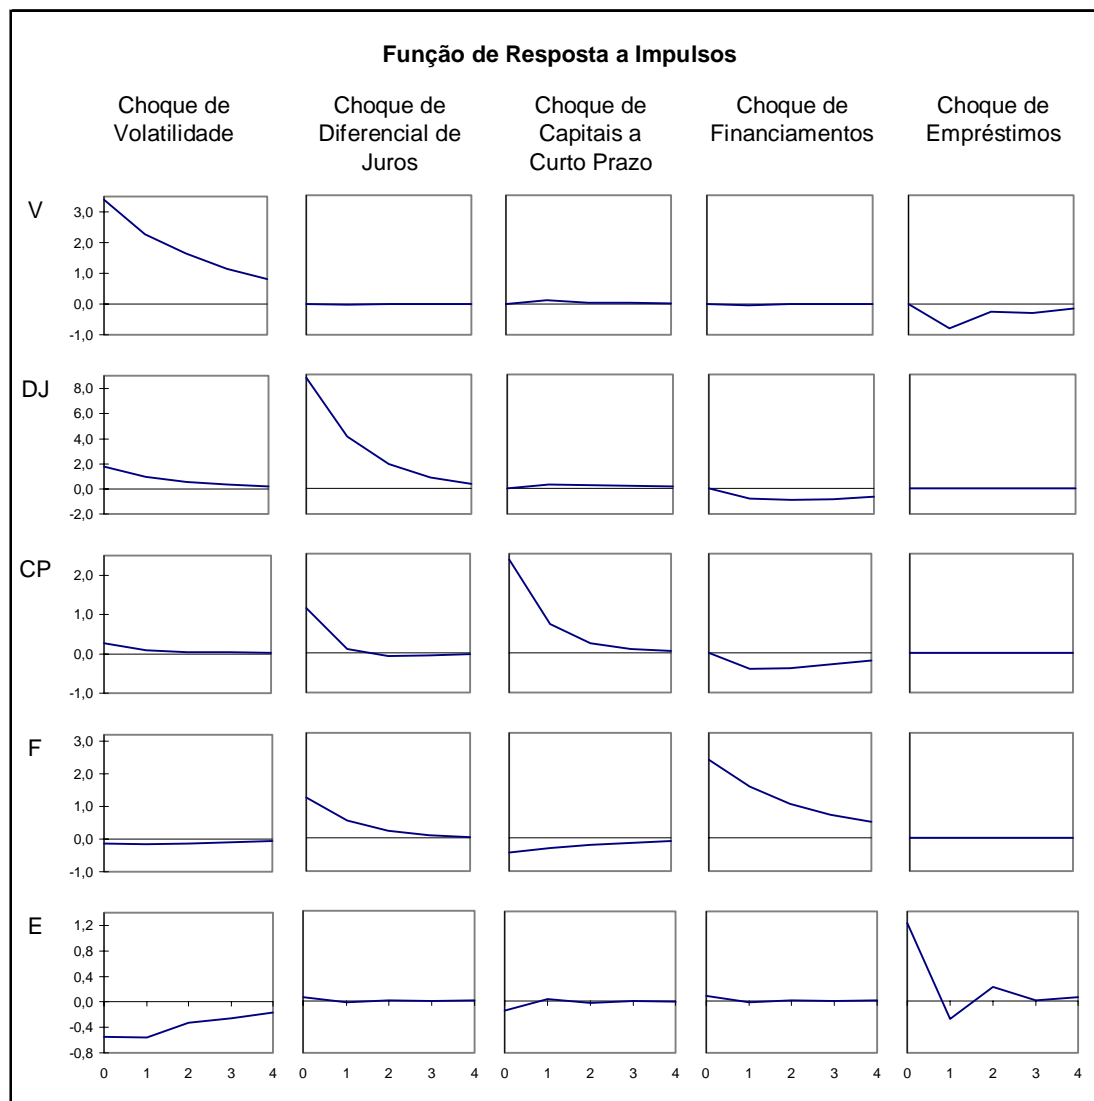 Função de Resposta a Impulsos
Choque de
Volatilidade
Choque de
Diferencial de
Juros
Choque de
Capitais a
Curto Prazo
Choque de
Financiamentos
Choque de
Empréstimos
V
3,0
2,0
1,0
0,0
-1,0
DJ
8,0
6,0
4,0
2,0
0,0
-2,0
CP
2,0
1,0
0,0
-1,0
F
3,0
2,0
1,0
0,0
-1,0
E
1,2
0,8
0,4
0,0
-0,4
-0,8
0 1 2 3 4
0 1 2 3 4
0 1 2 3 4
0 1 2 3 4
0 1 2 3 4